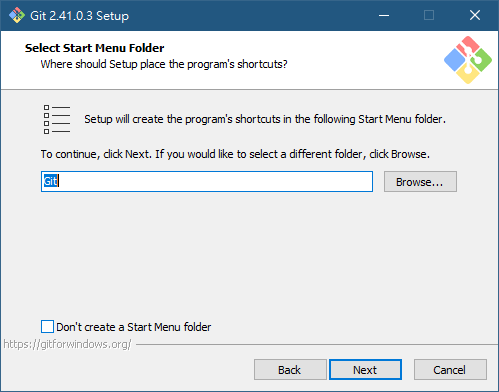 Git 2.41.0.3 Setup
Select Start Menu Folder
Where should Setup place the program's shortcuts?
Setup will create the program's shortcuts in the following Start Menu folder.
To continue, click Next. If you would like to select a different folder, click Browse.
Git
Browse...
Don't create a Start Menu folder
https://gitforwindows.org/
Back
Next
Cancel